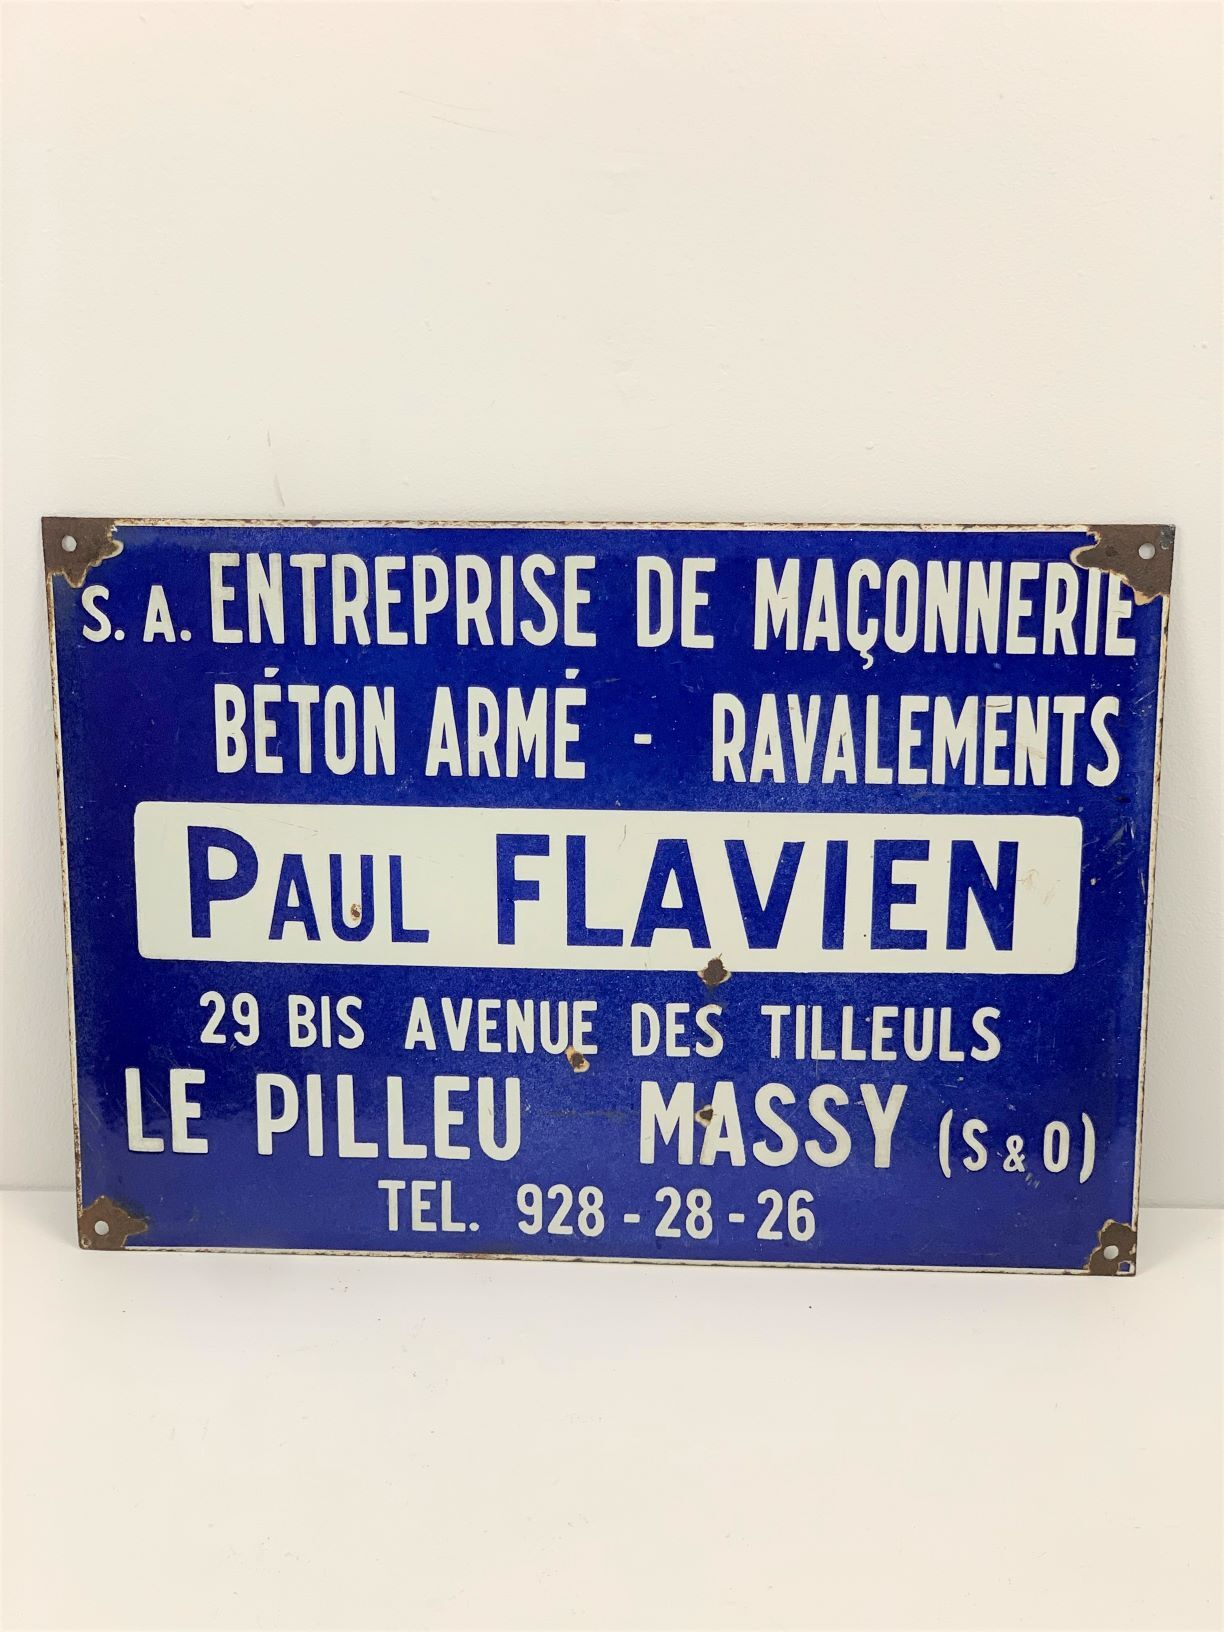 S. A. ENTREPRISE DE MAÇONNERIE
BÉTON ARMÉ - RAVALEMENTS
PAUL FLAVIEN
29 BIS AVENUE DES TILLEULS
LE PILLEU MASSY (S & O)
TEL. 928-28-26